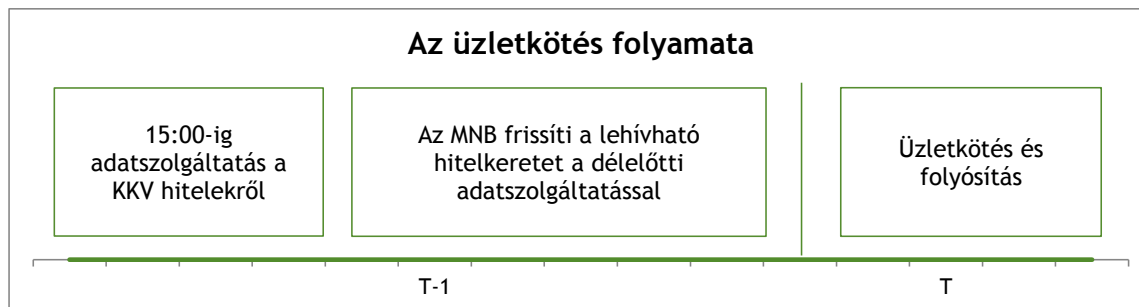 Az üzletkötés folyamata
15:00-ig
adatszolgáltatás a
KKV hitelekről
Az MNB frissíti a lehívható
hitelkeretet a délelőtti
adatszolgáltatással
Üzletkötés és
folyósítás
T-1
T